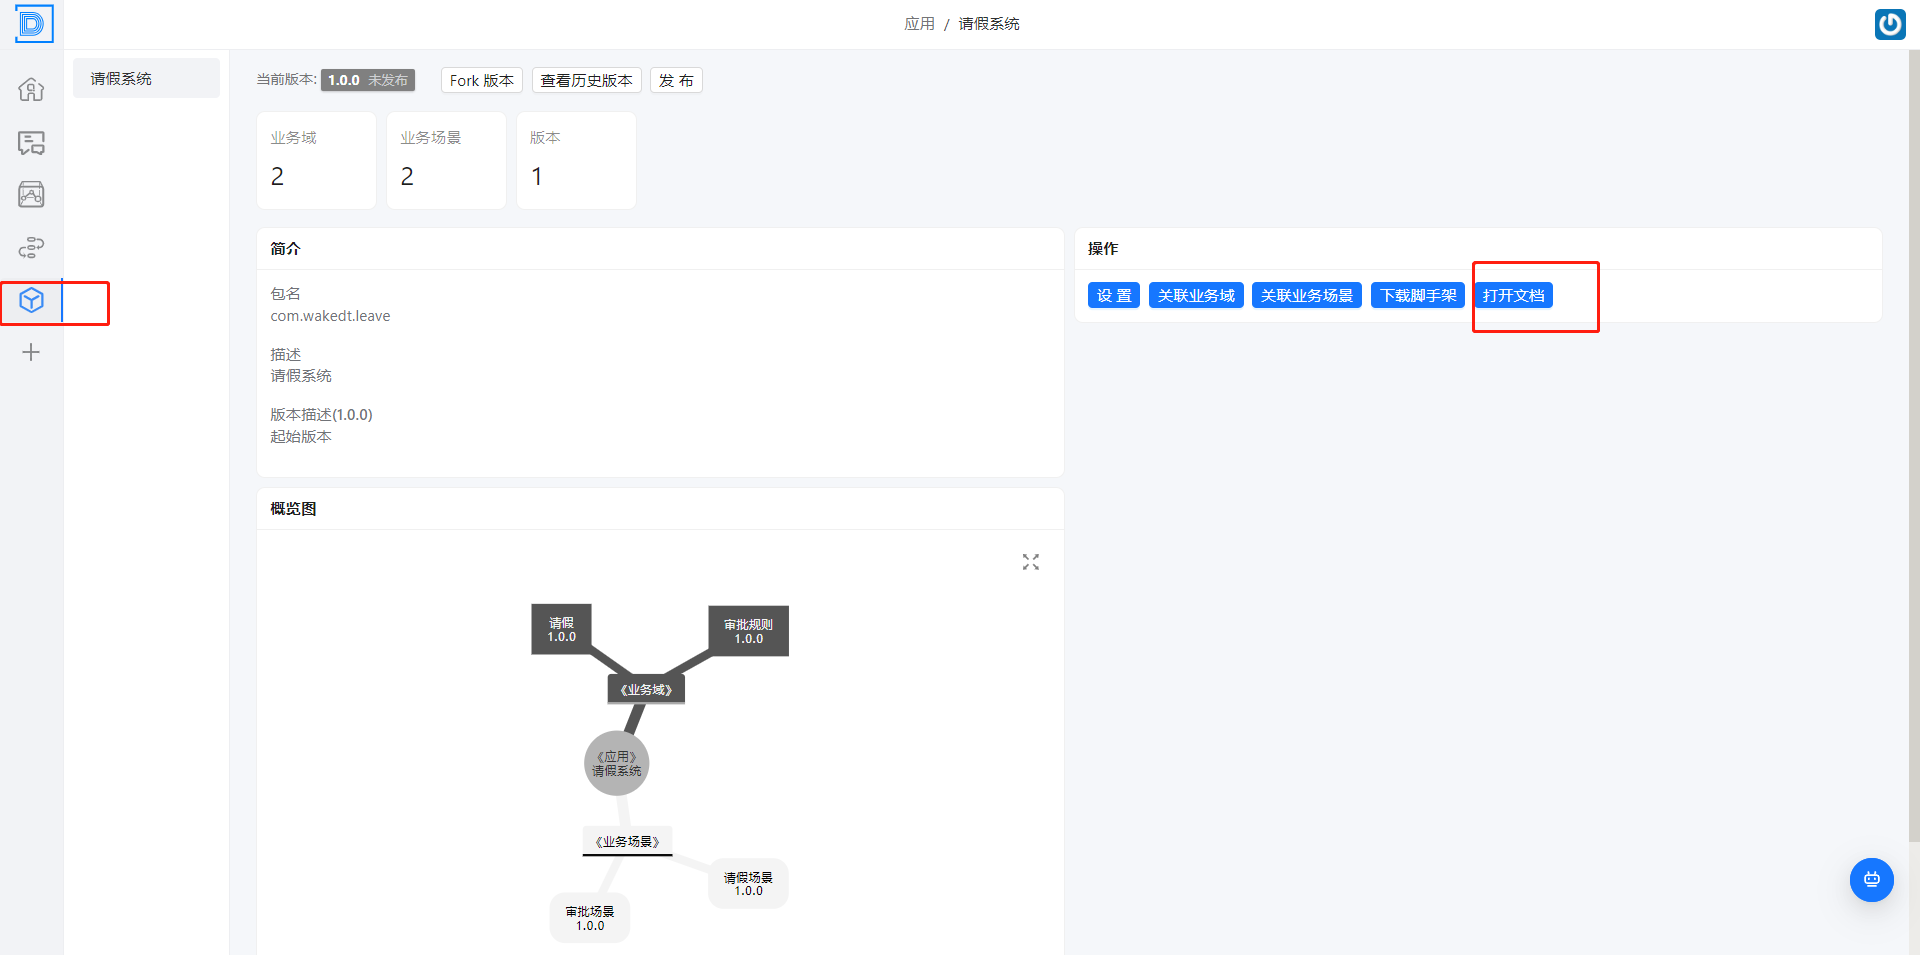 应用 / 请假系统
请假系统
当前版本: 1.0.0 未发布 Fork 版本 查看历史版本 发 布
业务域 业务场景 版本
2 2 1
简介
操作
包名
com.wakedt.leave
设 置 关联业务域 关联业务场景 下载脚手架 打开文档
描述
请假系统
版本描述(1.0.0)
起始版本
概览图
请假
1.0.0
审批规则
1.0.0
《业务域》
《应用》
请假系统
《业务场景》
请假场景
1.0.0
审批场景
1.0.0